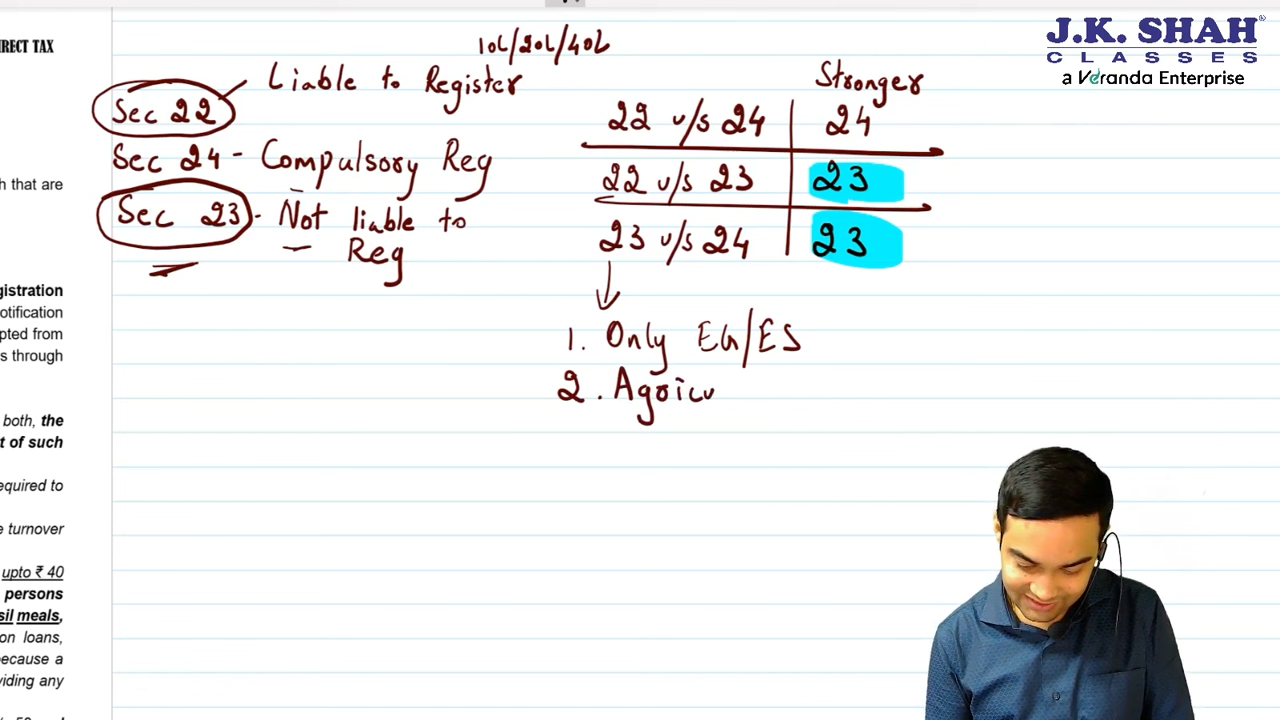 IRECT TAX
h that are
gistration
otification
pted from
s through
both, the
t of such
equired to
e turnover
upto ₹ 40
persons
sil meals,
on loans,
ecause a
viding any
10L/20L/40L
Sec 22 Liable to Register
Sec 24 - Compulsory Reg
Sec 23 - Not liable to
Reg
Stronger
22 v/s 24 24
22 v/s 23 23
23 v/s 24 23
1. Only EG/ES
2. Agricu
J.K. SHAH®
CLASSES
a Veranda Enterprise